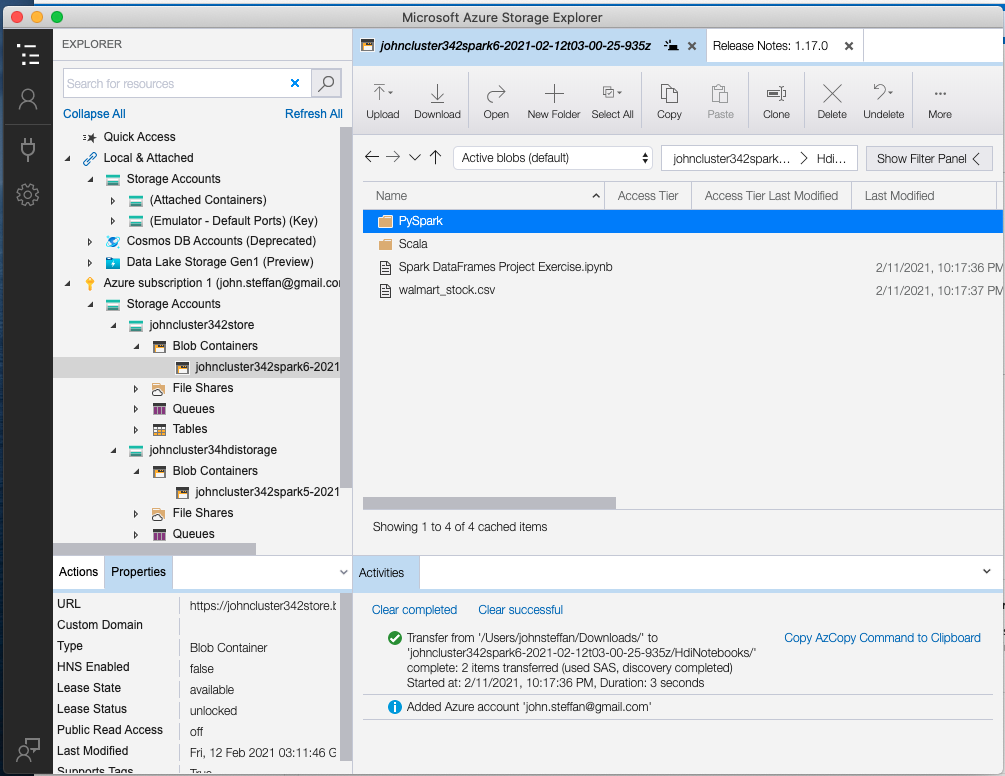 Microsoft Azure Storage Explorer
EXPLORER
Search for resources
Collapse All
Refresh All
Quick Access
Local & Attached
Storage Accounts
(Attached Containers)
(Emulator - Default Ports) (Key)
Cosmos DB Accounts (Deprecated)
Data Lake Storage Gen1 (Preview)
Azure subscription 1 (john.steffan@gmail.co
Storage Accounts
johncluster342store
Blob Containers
johncluster342spark6-2021
File Shares
Queues
Tables
johncluster34hdistorage
Blob Containers
johncluster342spark5-2021
File Shares
Queues
johncluster342spark6-2021-02-12t03-00-25-935z
Release Notes: 1.17.0
Upload
Download
Open
New Folder
Select All
Copy
Paste
Clone
Delete
Undelete
More
Active blobs (default)
johncluster342spark... Hdi...
Show Filter Panel
Name Access Tier Access Tier Last Modified Last Modified
PySpark
Scala
Spark DataFrames Project Exercise.ipynb 2/11/2021, 10:17:36 PM
walmart_stock.csv 2/11/2021, 10:17:37 PM
Showing 1 to 4 of 4 cached items
Actions Properties
URL https://johncluster342store.b
Custom Domain
Type Blob Container
HNS Enabled false
Lease State available
Lease Status unlocked
Public Read Access off
Last Modified Fri, 12 Feb 2021 03:11:46 G
Supports Tags True
Activities
Clear completed Clear successful
Transfer from '/Users/johnsteffan/Downloads/' to
'johncluster342spark6-2021-02-12t03-00-25-935z/HdiNotebooks/'
complete: 2 items transferred (used SAS, discovery completed)
Started at: 2/11/2021, 10:17:36 PM, Duration: 3 seconds
Copy AzCopy Command to Clipboard
Added Azure account 'john.steffan@gmail.com'